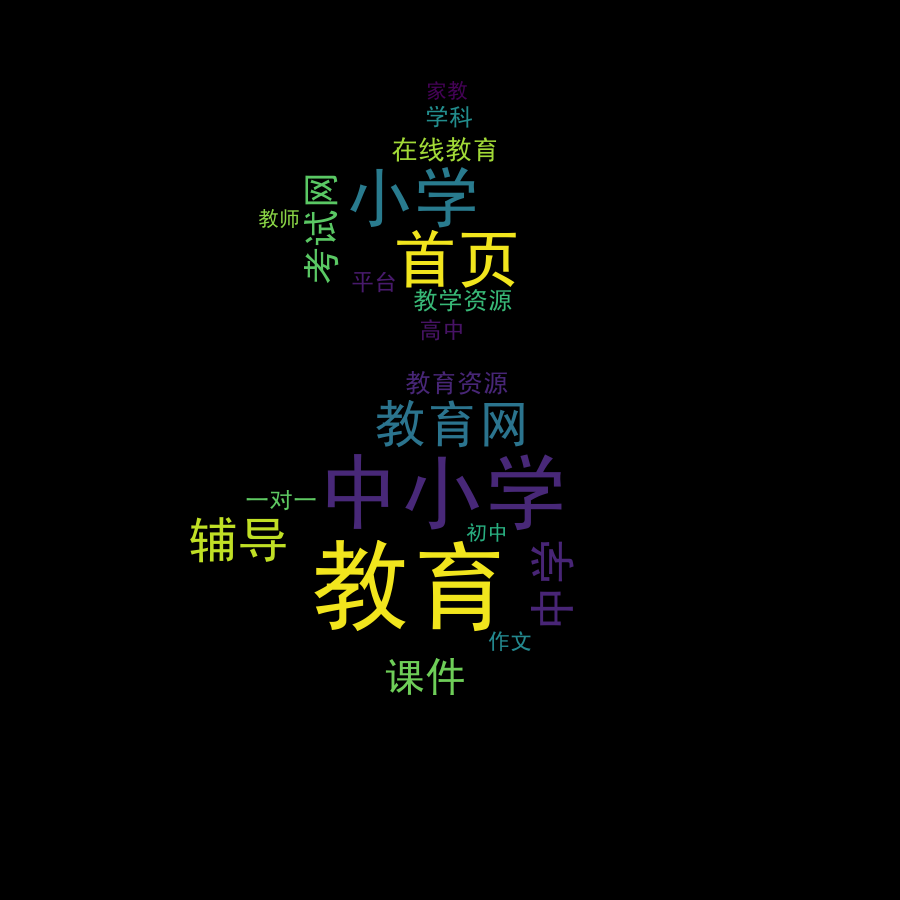 家教
学科
在线教育
小学
考试网
教师
首页
平台
教学资源
高中
教育资源
教育网
中小学
一对一
辅导
初中
教育
中学
作文
课件